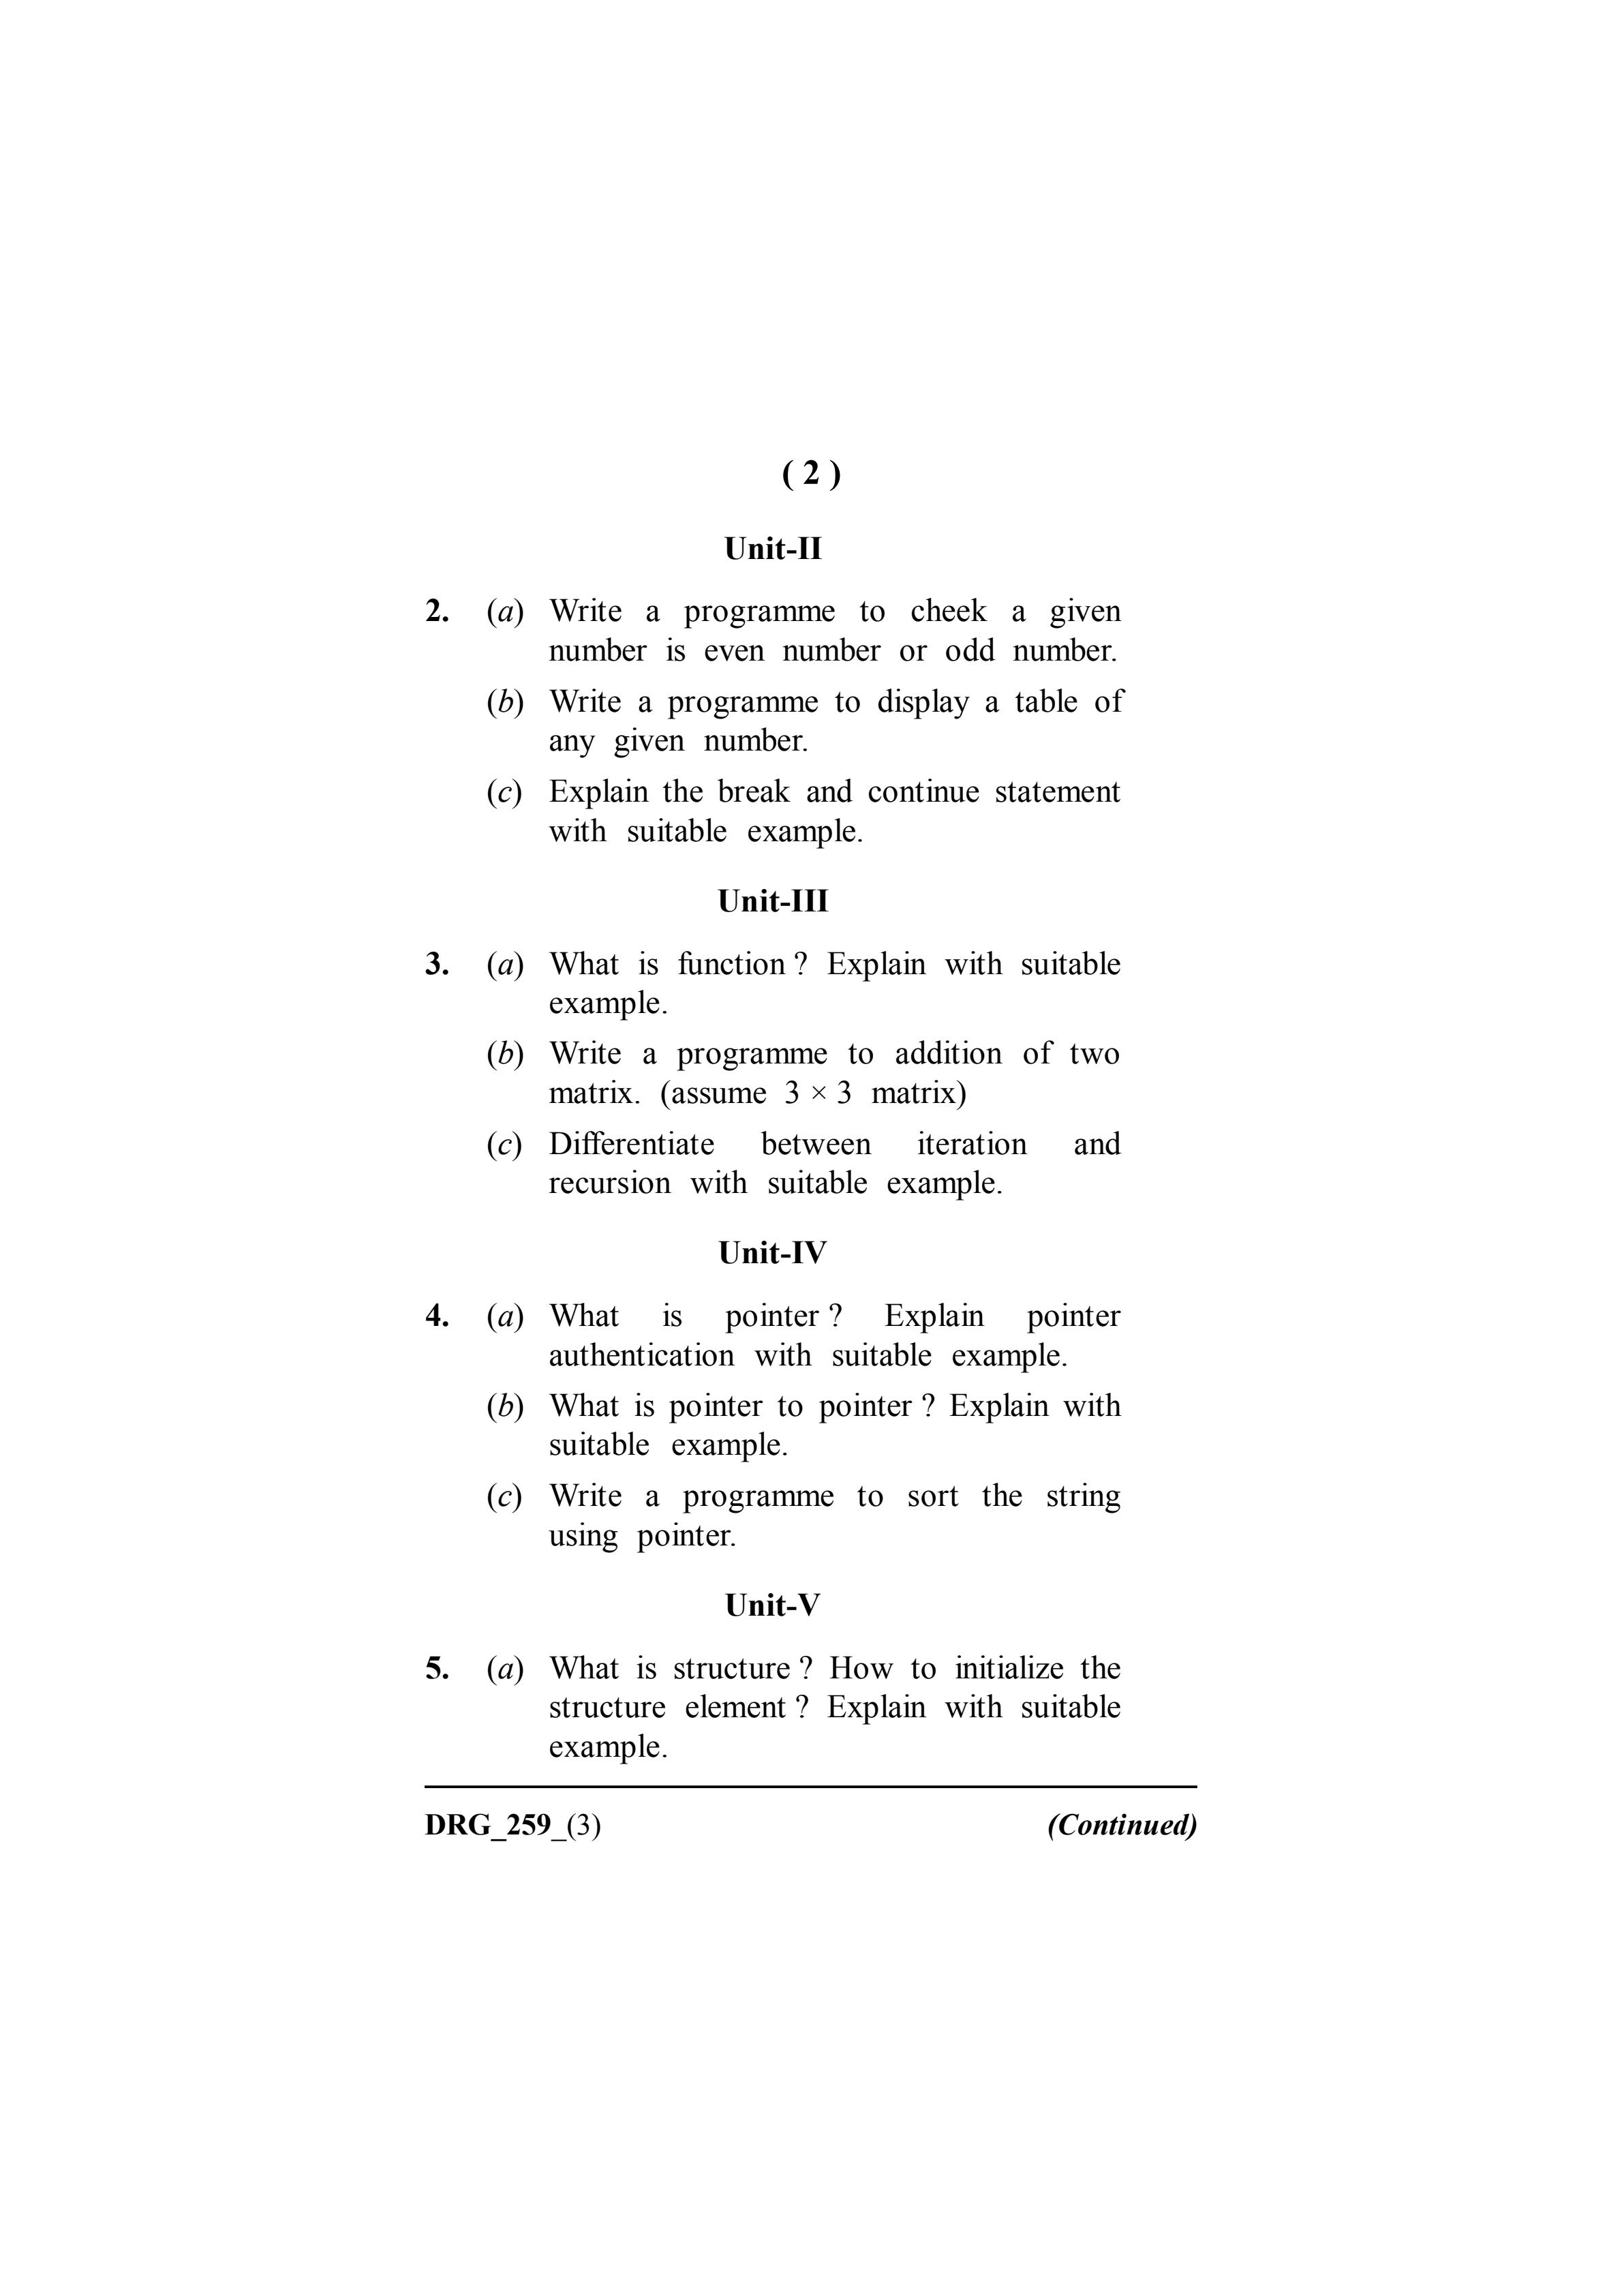 ( 2 )
Unit-II
2. (a) Write a programme to cheek a given
number is even number or odd number.
(b) Write a programme to display a table of
any given number.
(c) Explain the break and continue statement
with suitable example.
Unit-III
3. (a) What is function ? Explain with suitable
example.
(b) Write a programme to addition of two
matrix. (assume 3 × 3 matrix)
(c) Differentiate between iteration and
recursion with suitable example.
Unit-IV
4. (a) What is pointer ? Explain pointer
authentication with suitable example.
(b) What is pointer to pointer ? Explain with
suitable example.
(c) Write a programme to sort the string
using pointer.
Unit-V
5. (a) What is structure ? How to initialize the
structure element ? Explain with suitable
example.
DRG_259_(3) (Continued)